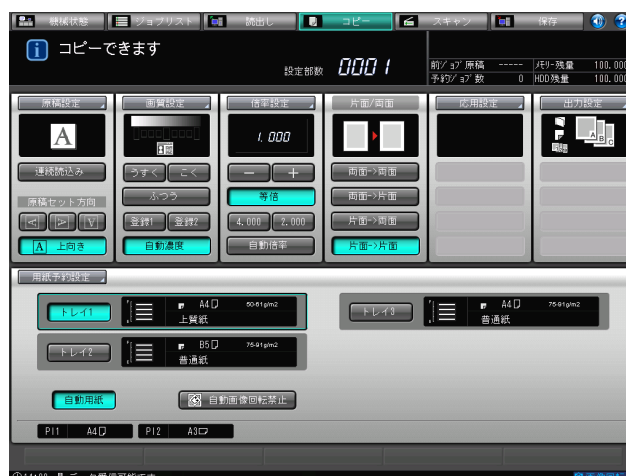 機械状態 ジョブリスト 読出し コピー スキャン 保存
コピーできます
設定部数 0001
前ジョブ原稿 ----- メモリー残量 100.000
予約ジョブ数 0 HDD残量 100.000
原稿設定 画質設定 倍率設定 片面/両面 応用設定 出力設定
A 1.000 A B C
連続読込み うすく こく − + 両面->両面
原稿セット方向 ふつう 等倍 両面->片面
登録1 登録2 4.000 2.000 片面->両面
A 上向き 自動濃度 自動倍率 片面->片面
用紙予約設定
トレイ1 A4 50-61g/m2
上質紙
トレイ3 A4 75-91g/m2
普通紙
トレイ2 B5 75-91g/m2
普通紙
自動用紙 自動画像回転禁止
PI1 A4 PI2 A3